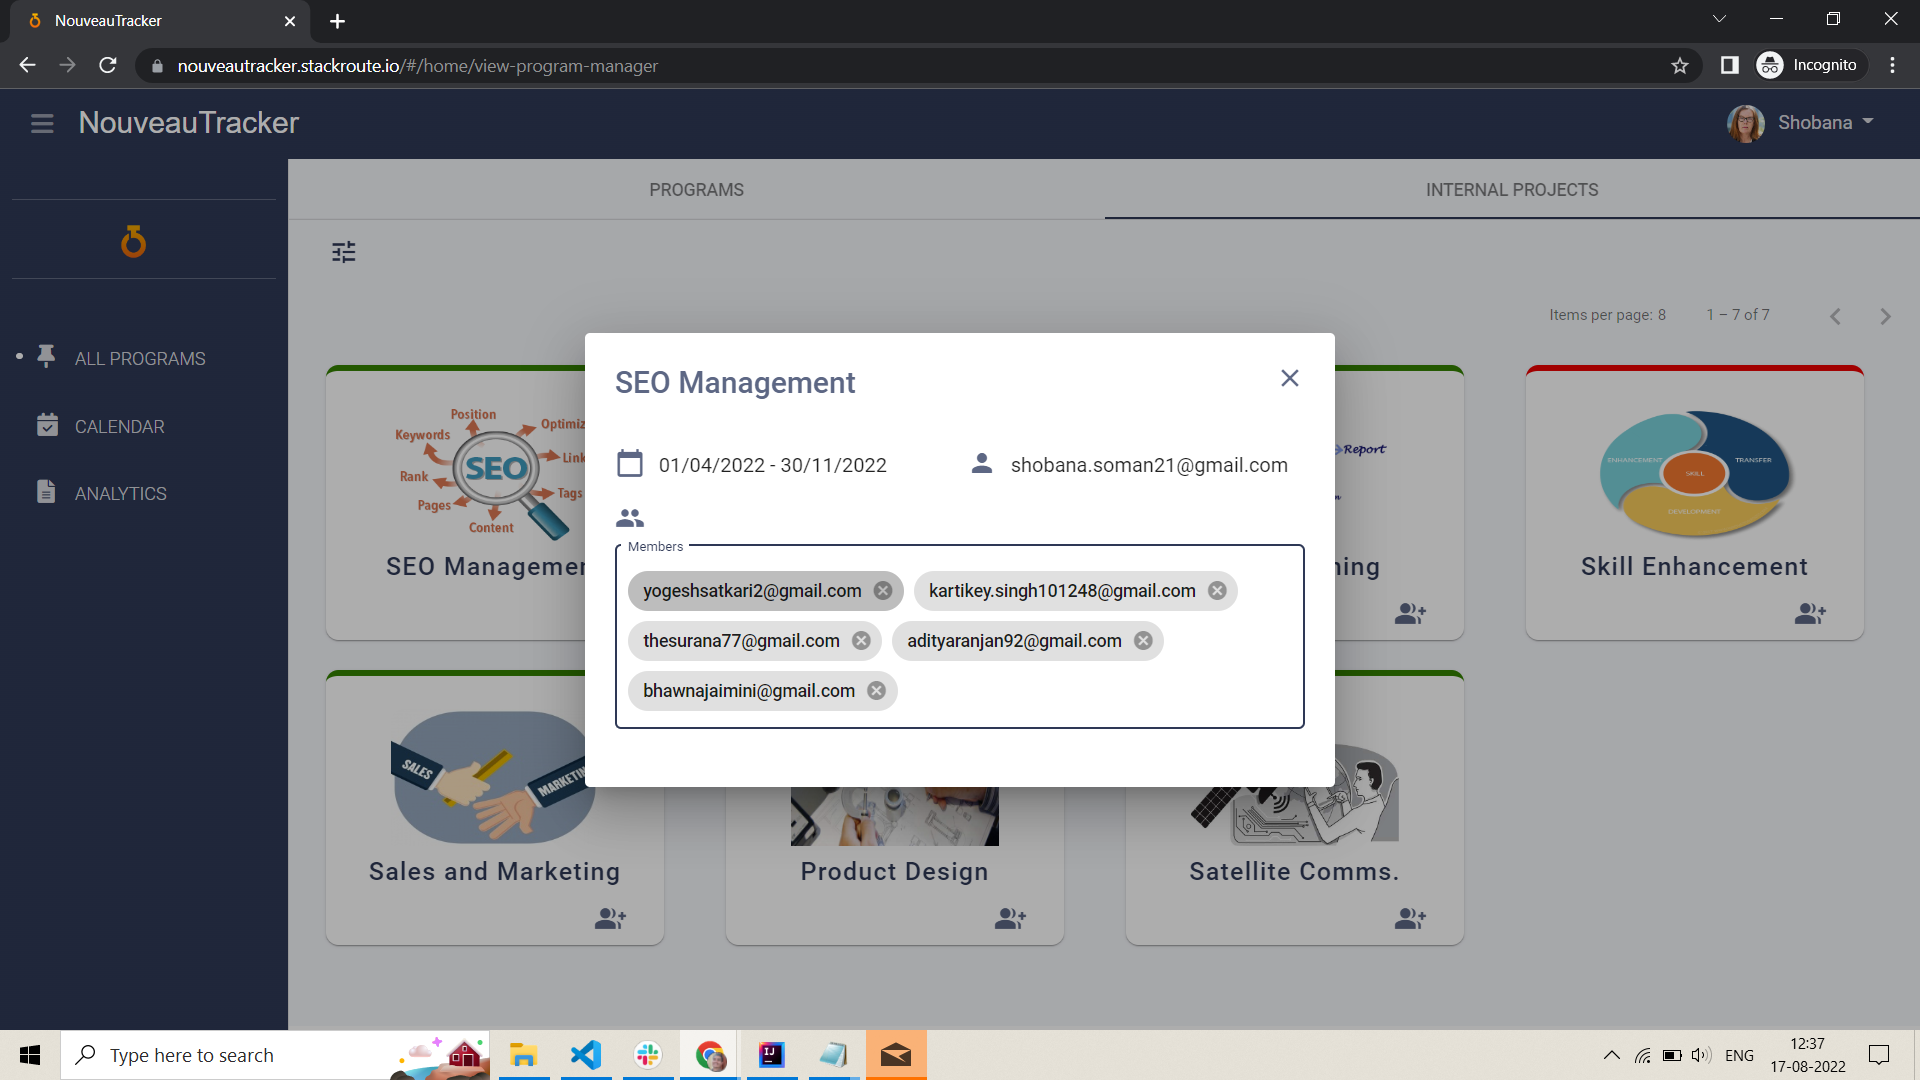 NouveauTracker
nouveautracker.stackroute.io/#/home/view-program-manager
Incognito
NouveauTracker
Shobana
PROGRAMS
INTERNAL PROJECTS
Items per page: 8
1 – 7 of 7
ALL PROGRAMS
CALENDAR
ANALYTICS
Position
Optimiz
Keywords
Link
SEO
Rank
Tags
Pages
Content
SEO Managemen
SEO Management
01/04/2022 - 30/11/2022
shobana.soman21@gmail.com
Members
yogeshsatkari2@gmail.com
kartikey.singh101248@gmail.com
thesurana77@gmail.com
adityaranjan92@gmail.com
bhawnajaimini@gmail.com
Report
ning
ENHANCEMENT
TRANSFER
SKILL
DEVELOPMENT
Skill Enhancement
SALES
MARKETIN
Sales and Marketing
Product Design
Satellite Comms.
Type here to search
IJ
ENG
12:37
17-08-2022